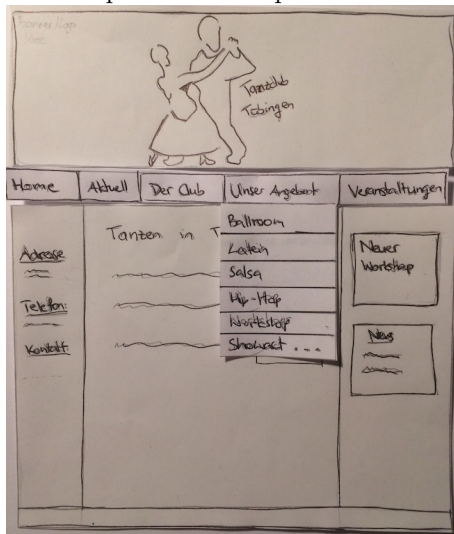 Tanzclub
Tübingen
Home
Aktuell
Der Club
Unser Angebot
Veranstaltungen
Ballroom
Latein
Salsa
Hip-Hop
Workshop
Showact ...
Tanzen in T
Adresse
Telefon:
Kontakt:
Neuer
Workshop
News